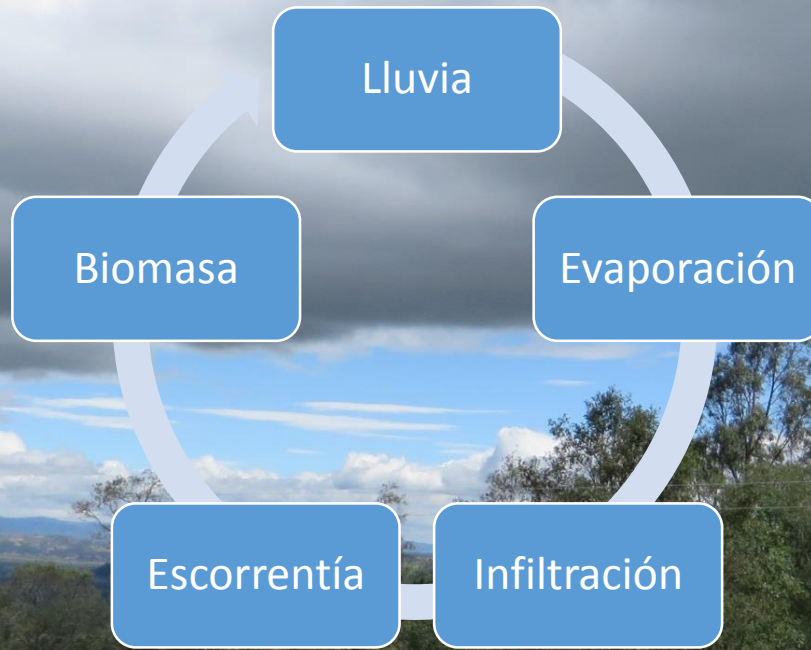 Lluvia
Evaporación
Infiltración
Escorrentía
Biomasa